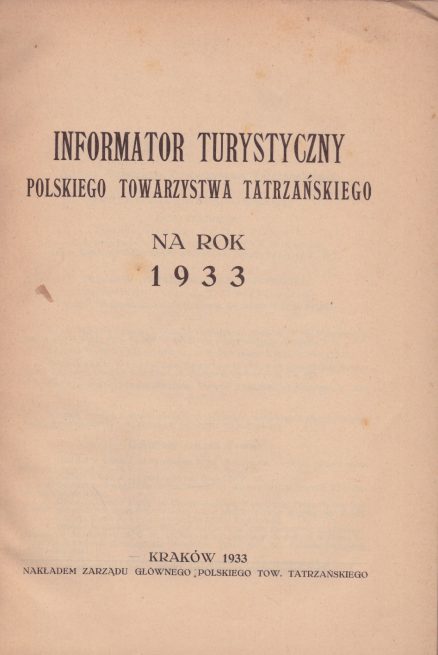 INFORMATOR TURYSTYCZNY
POLSKIEGO TOWARZYSTWA TATRZAŃSKIEGO
NA ROK
1933
KRAKÓW 1933
NAKŁADEM ZARZĄDU GŁÓWNEGO POLSKIEGO TOW. TATRZAŃSKIEGO